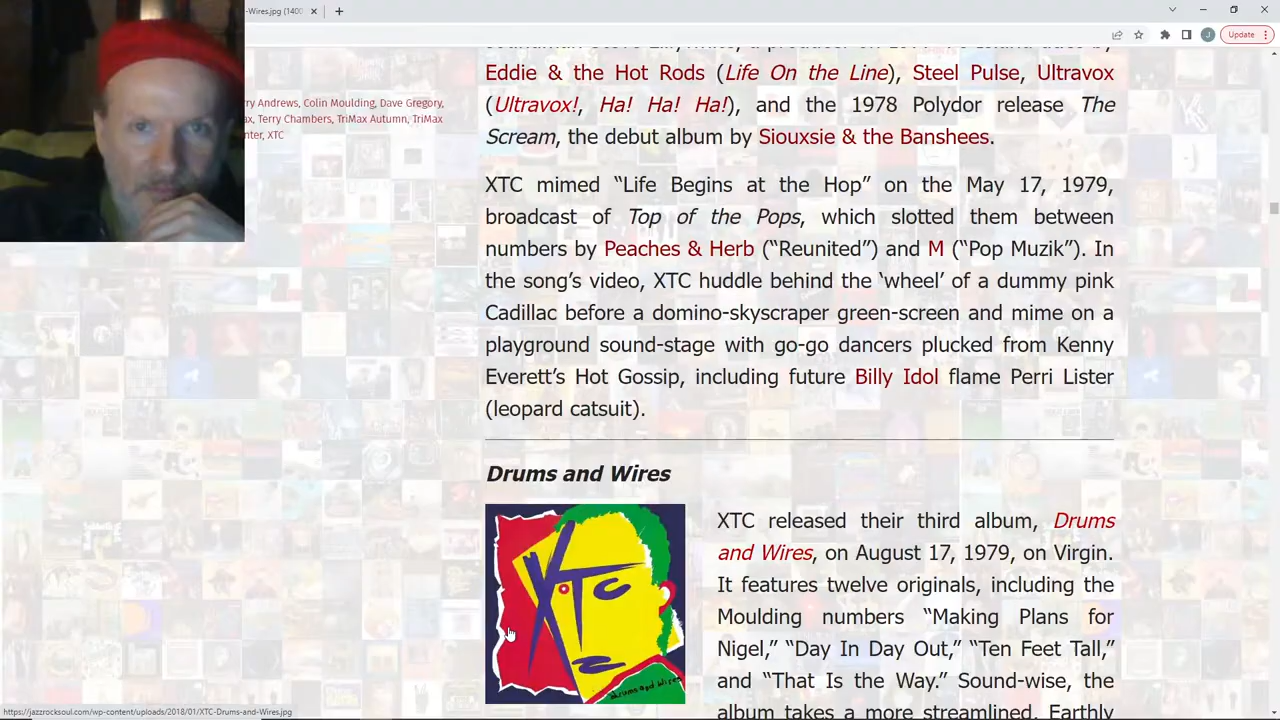 -Wires.jpg (1400
Update
Eddie & the Hot Rods (Life On the Line), Steel Pulse, Ultravox
(Ultravox!, Ha! Ha! Ha!), and the 1978 Polydor release The
Scream, the debut album by Siouxsie & the Banshees.
XTC mimed “Life Begins at the Hop” on the May 17, 1979,
broadcast of Top of the Pops, which slotted them between
numbers by Peaches & Herb (“Reunited”) and M (“Pop Muzik”). In
the song’s video, XTC huddle behind the ‘wheel’ of a dummy pink
Cadillac before a domino-skyscraper green-screen and mime on a
playground sound-stage with go-go dancers plucked from Kenny
Everett’s Hot Gossip, including future Billy Idol flame Perri Lister
(leopard catsuit).
Drums and Wires
XTC released their third album, Drums
and Wires, on August 17, 1979, on Virgin.
It features twelve originals, including the
Moulding numbers “Making Plans for
Nigel,” “Day In Day Out,” “Ten Feet Tall,”
and “That Is the Way.” Sound-wise, the
album takes a more streamlined, Earthly
XTC
Drums and Wires
rry Andrews, Colin Moulding, Dave Gregory,
ax, Terry Chambers, TriMax Autumn, TriMax
nter, XTC
J
https://jazzrocksoul.com/wp-content/uploads/2018/01/XTC-Drums-and-Wires.jpg